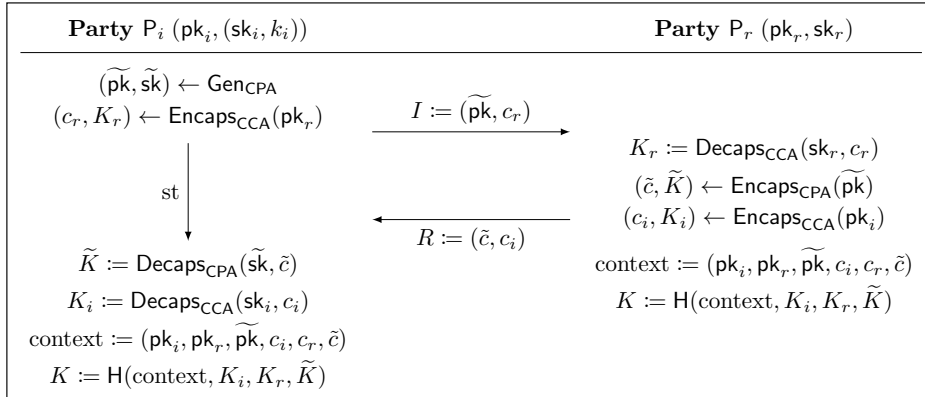 Party P_i (pk_i, (sk_i, k_i))
Party P_r (pk_r, sk_r)
(p̃k, s̃k) ← Gen_CPA
(c_r, K_r) ← Encaps_CCA(pk_r)
I := (p̃k, c_r)
K_r := Decaps_CCA(sk_r, c_r)
(c̃, K̃) ← Encaps_CPA(p̃k)
(c_i, K_i) ← Encaps_CCA(pk_i)
st
R := (c̃, c_i)
K̃ := Decaps_CPA(s̃k, c̃)
K_i := Decaps_CCA(sk_i, c_i)
context := (pk_i, pk_r, p̃k, c_i, c_r, c̃)
K := H(context, K_i, K_r, K̃)
context := (pk_i, pk_r, p̃k, c_i, c_r, c̃)
K := H(context, K_i, K_r, K̃)